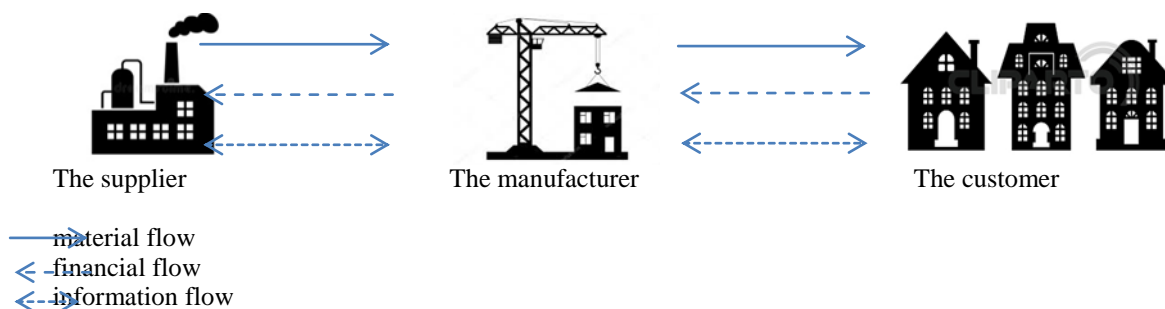 The supplier The manufacturer The customer
material flow
financial flow
information flow